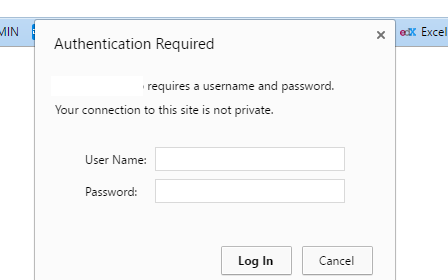 Authentication Required
MIN
edX Excel
requires a username and password.
Your connection to this site is not private.
User Name:
Password:
Log In
Cancel